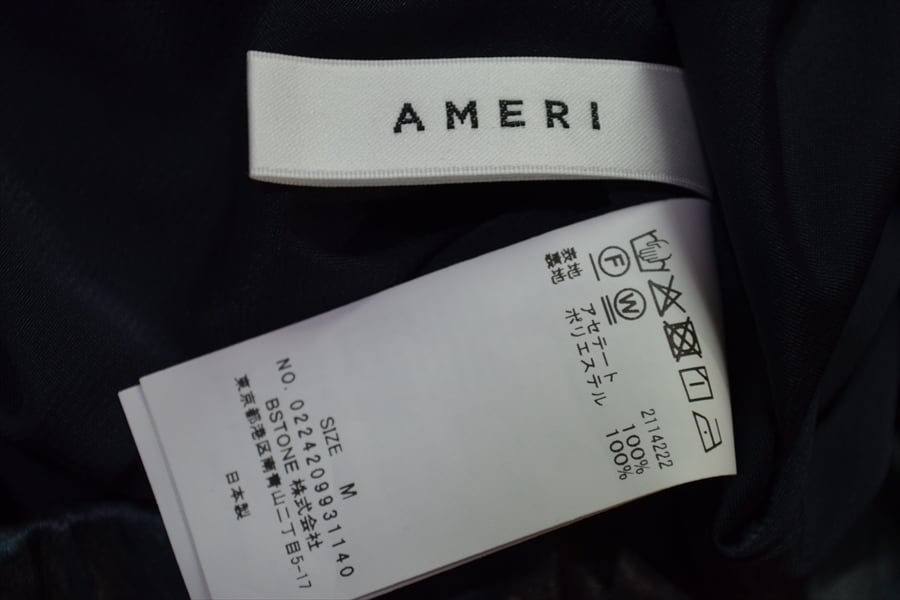 AMERI
2114222
表地 アセテート 100%
裏地 ポリエステル 100%
F
W
SIZE M
NO. 0224209931140
BSTONE 株式会社
東京都港区南青山二丁目5-17
日本製